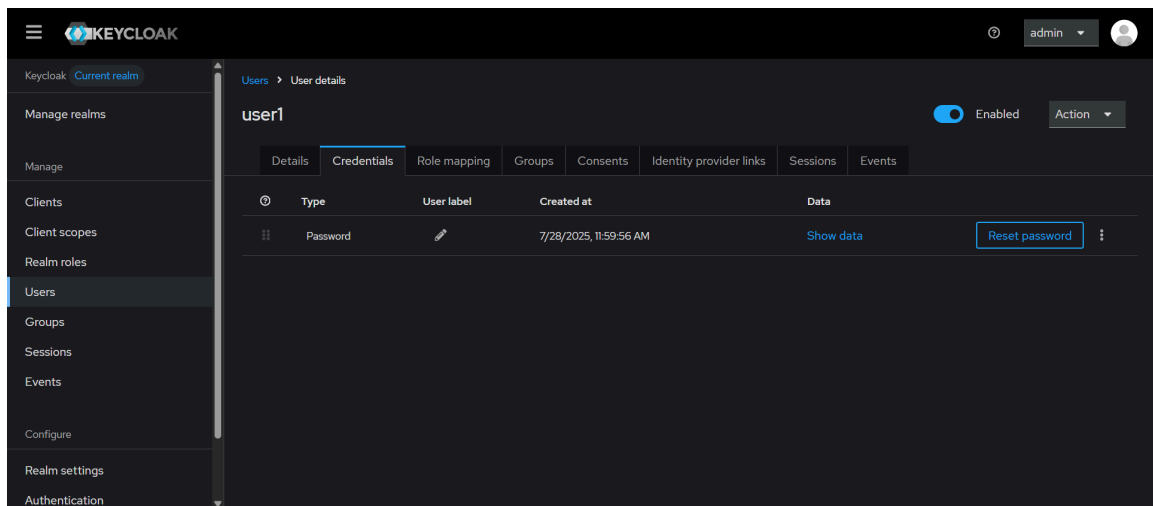 KEYCLOAK
admin
Keycloak Current realm
Manage realms
Manage
Clients
Client scopes
Realm roles
Users
Groups
Sessions
Events
Configure
Realm settings
Authentication
Users > User details
user1
Enabled Action
Details Credentials Role mapping Groups Consents Identity provider links Sessions Events
Type User label Created at Data
Password 7/28/2025, 11:59:56 AM Show data Reset password